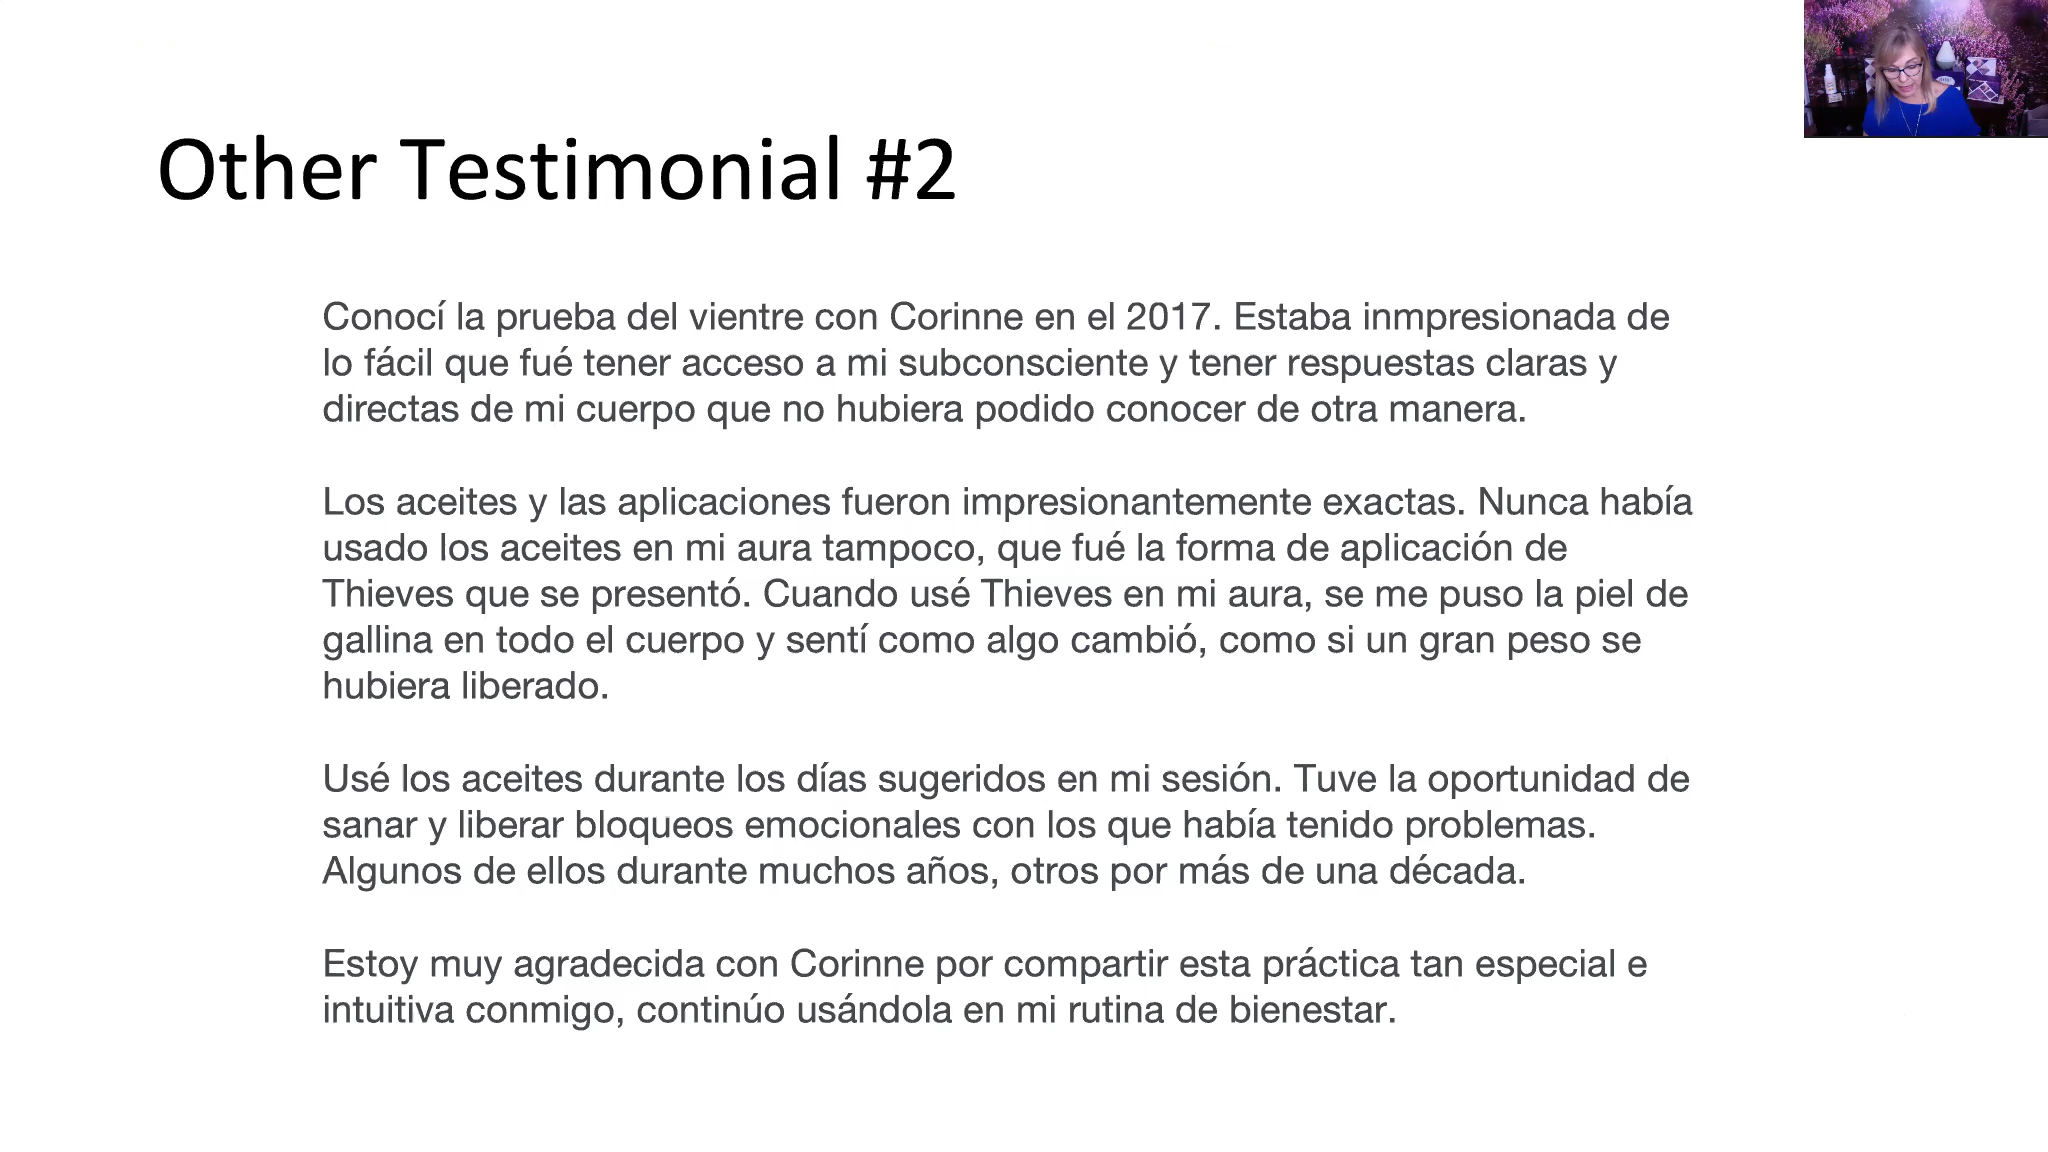 Other Testimonial #2
Conocí la prueba del vientre con Corinne en el 2017. Estaba inmpresionada de
lo fácil que fué tener acceso a mi subconsciente y tener respuestas claras y
directas de mi cuerpo que no hubiera podido conocer de otra manera.
Los aceites y las aplicaciones fueron impresionantemente exactas. Nunca había
usado los aceites en mi aura tampoco, que fué la forma de aplicación de
Thieves que se presentó. Cuando usé Thieves en mi aura, se me puso la piel de
gallina en todo el cuerpo y sentí como algo cambió, como si un gran peso se
hubiera liberado.
Usé los aceites durante los días sugeridos en mi sesión. Tuve la oportunidad de
sanar y liberar bloqueos emocionales con los que había tenido problemas.
Algunos de ellos durante muchos años, otros por más de una década.
Estoy muy agradecida con Corinne por compartir esta práctica tan especial e
intuitiva conmigo, continúo usándola en mi rutina de bienestar.